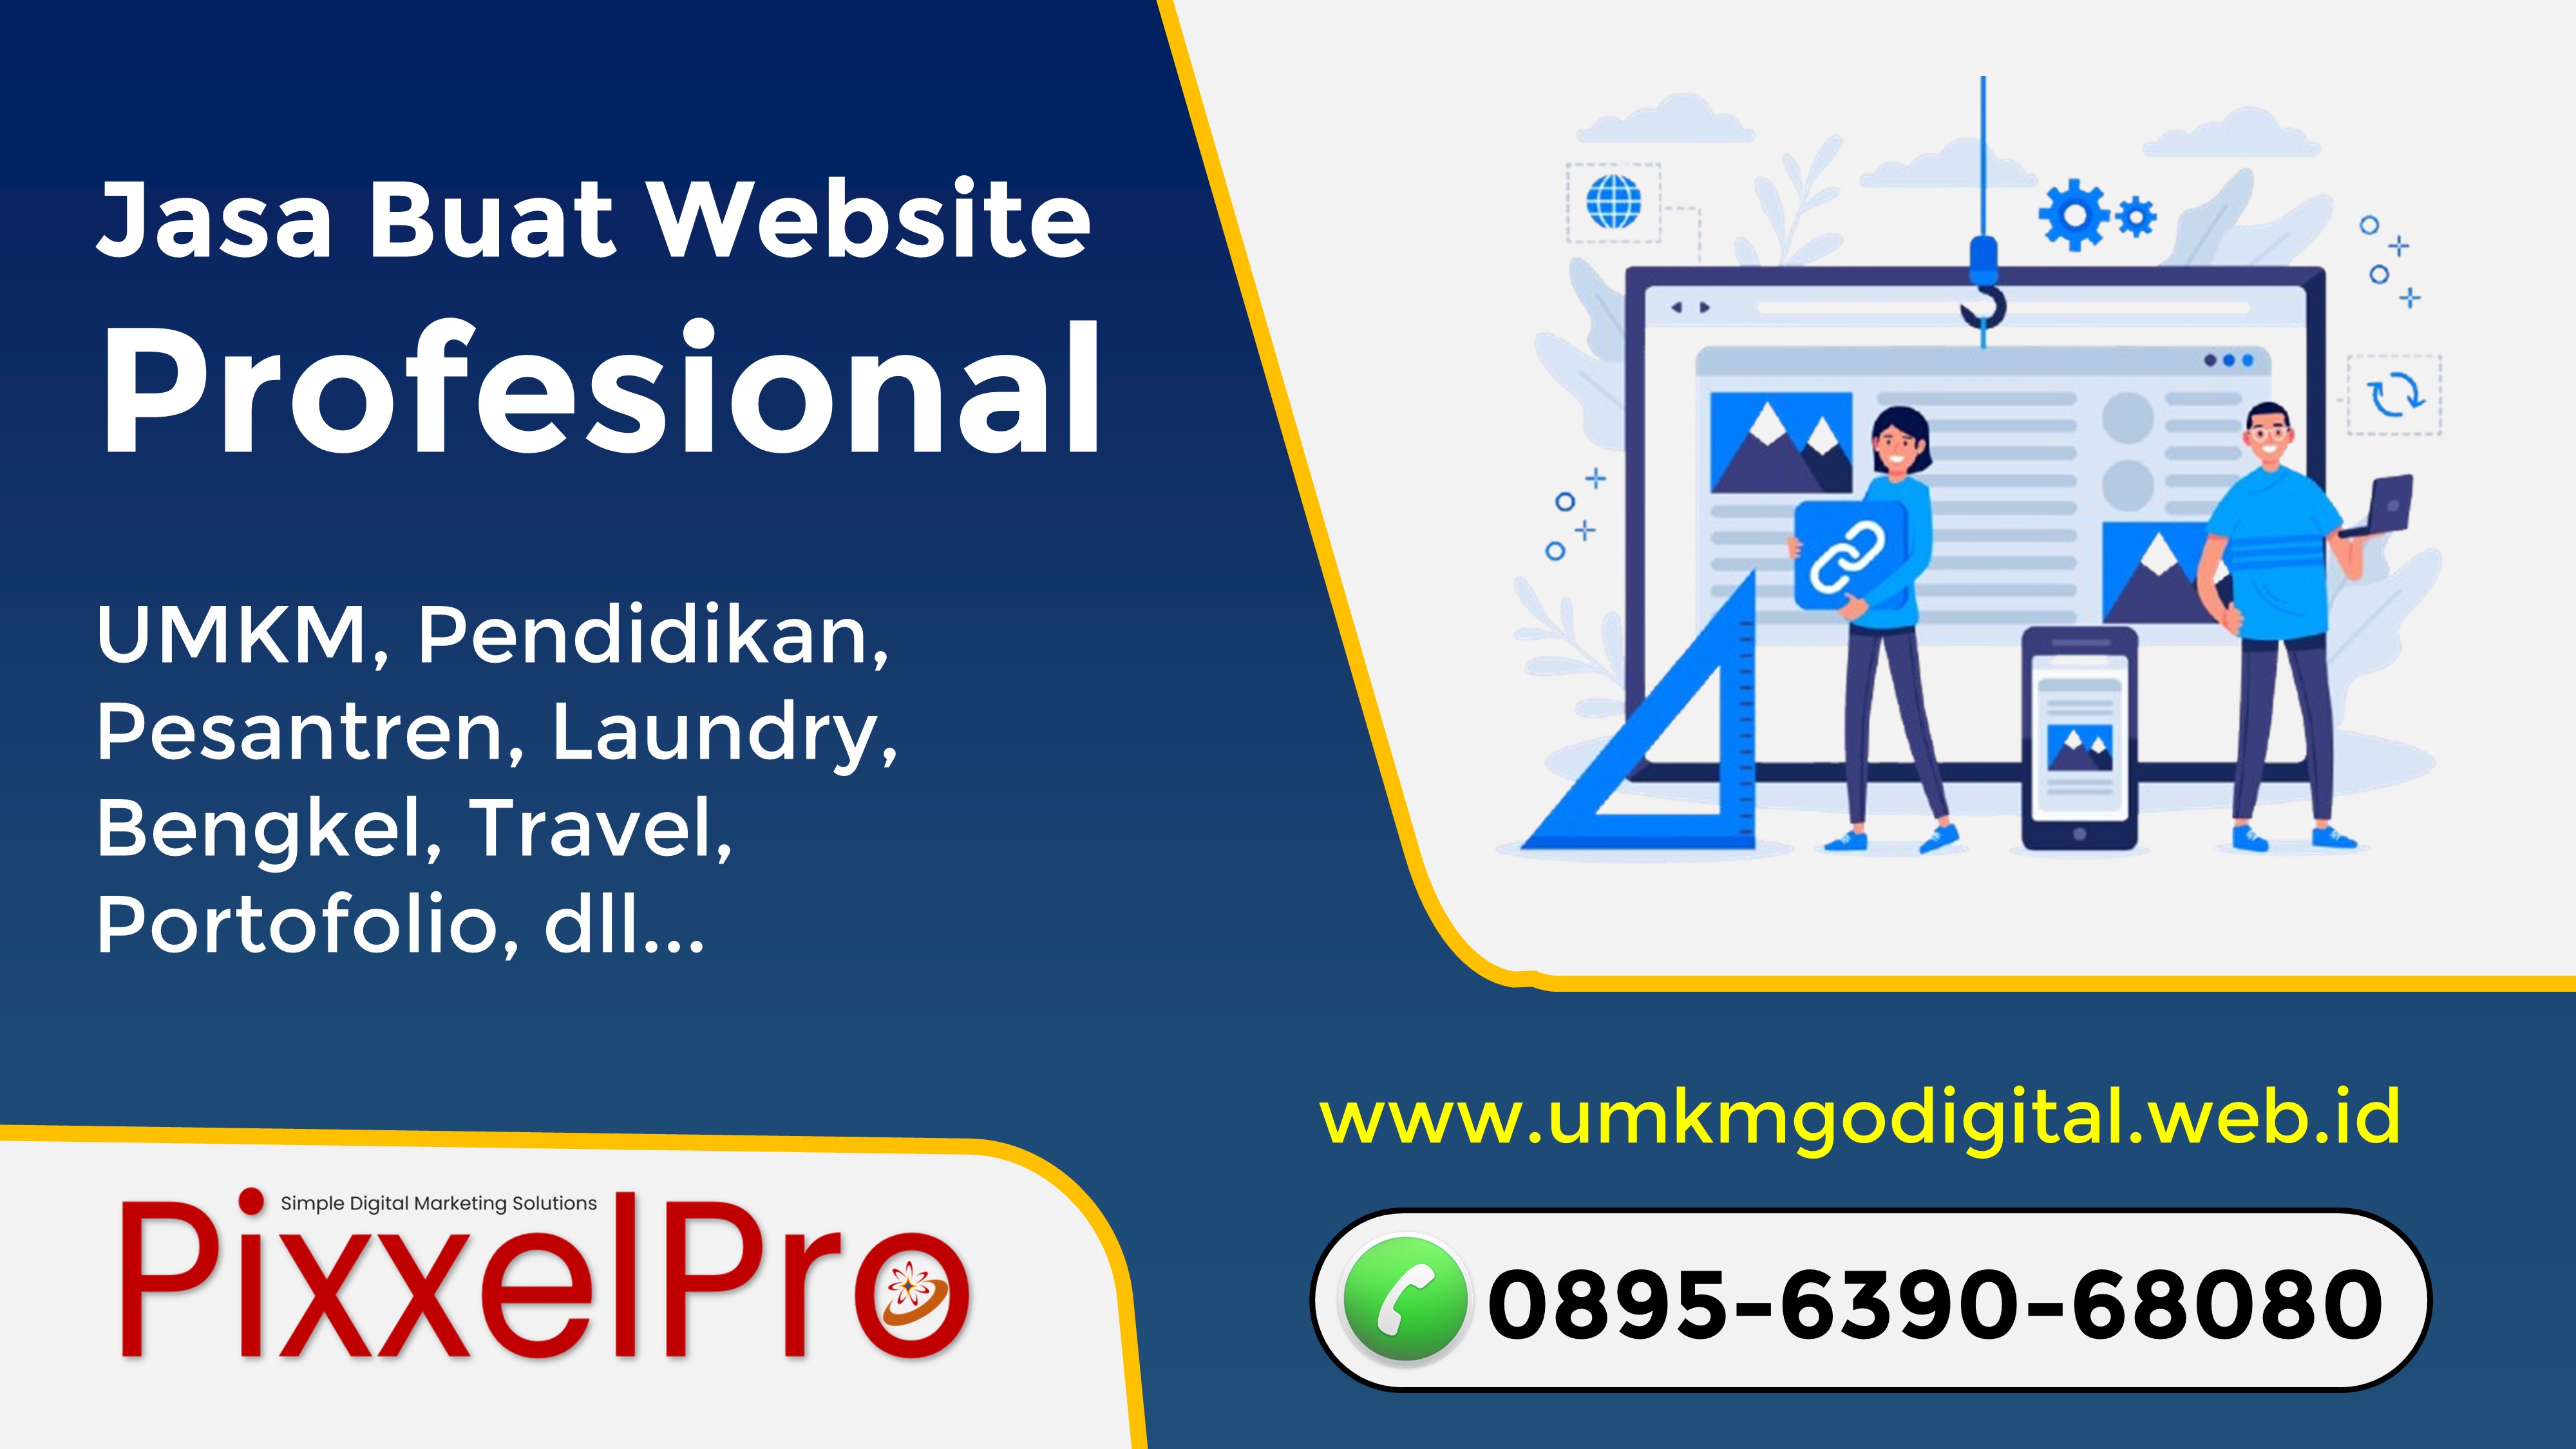 Jasa Buat Website
Profesional
UMKM, Pendidikan,
Pesantren, Laundry,
Bengkel, Travel,
Portofolio, dll...
Simple Digital Marketing Solutions
PixxelPro
www.umkmgodigital.web.id
0895-6390-68080